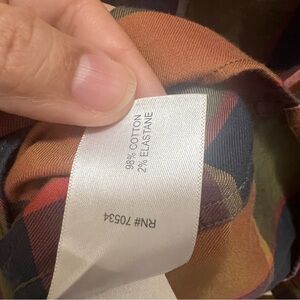 98% COTTON
2% ELASTANE
RN# 70534